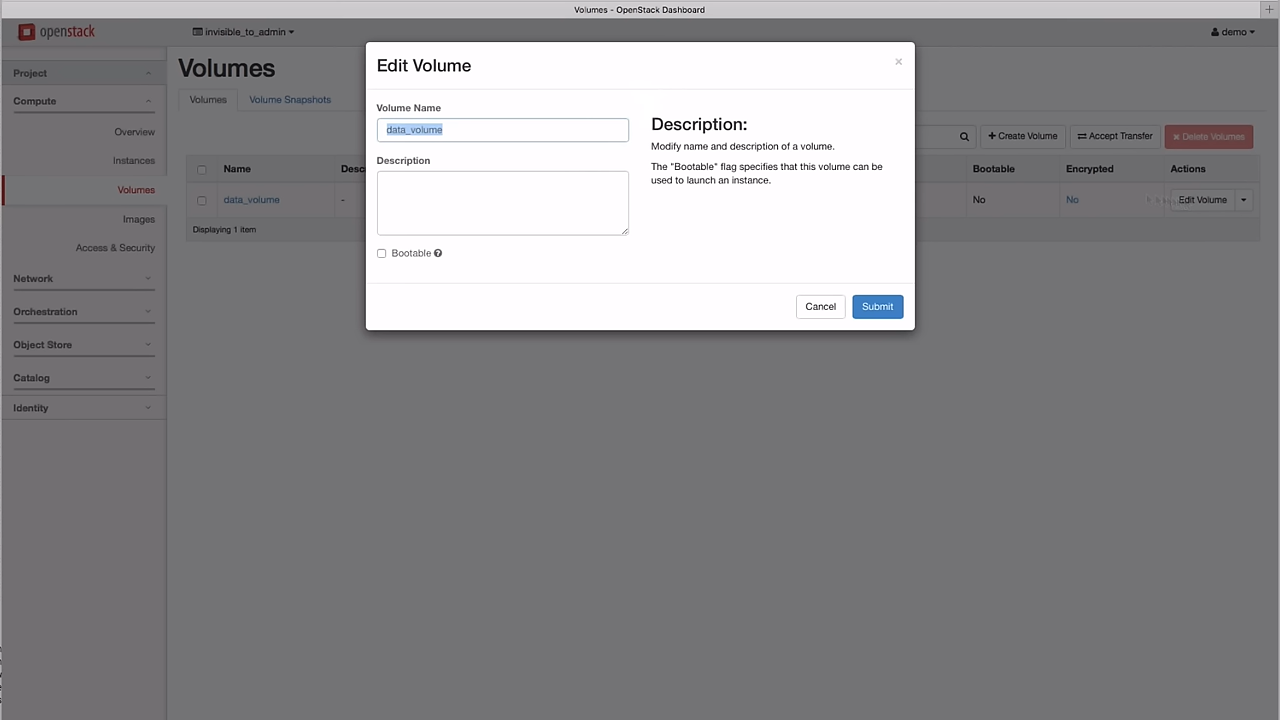 Volumes - OpenStack Dashboard
openstack
invisible_to_admin
demo
Project
Compute
Overview
Instances
Volumes
Images
Access & Security
Network
Orchestration
Object Store
Catalog
Identity
Volumes
Volumes
Volume Snapshots
Create Volume
Accept Transfer
Delete Volumes
Name
Desc
Bootable
Encrypted
Actions
data_volume
-
No
No
Edit Volume
Displaying 1 item
Edit Volume
×
Volume Name
data_volume
Description
Bootable
Description:
Modify name and description of a volume.
The "Bootable" flag specifies that this volume can be
used to launch an instance.
Cancel
Submit